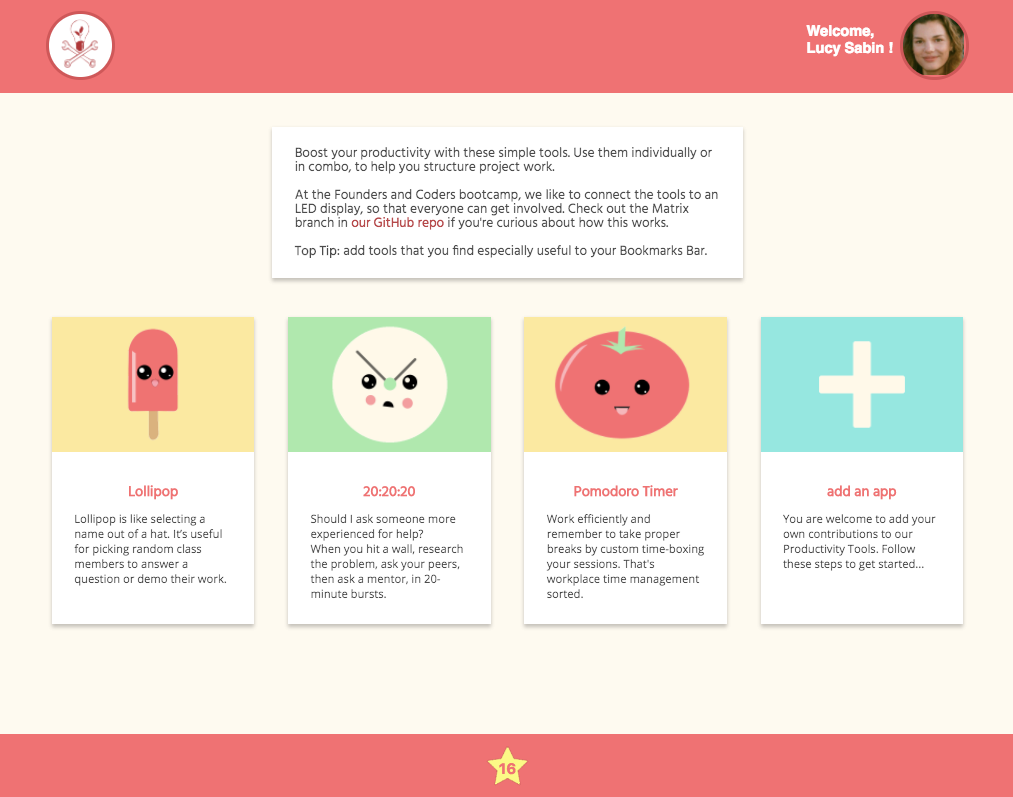 Welcome,
Lucy Sabin !
Boost your productivity with these simple tools. Use them individually or
in combo, to help you structure project work.
At the Founders and Coders bootcamp, we like to connect the tools to an
LED display, so that everyone can get involved. Check out the Matrix
branch in our GitHub repo if you're curious about how this works.
Top Tip: add tools that you find especially useful to your Bookmarks Bar.
Lollipop
Lollipop is like selecting a
name out of a hat. It's useful
for picking random class
members to answer a
question or demo their work.
20:20:20
Should I ask someone more
experienced for help?
When you hit a wall, research
the problem, ask your peers,
then ask a mentor, in 20-
minute bursts.
Pomodoro Timer
Work efficiently and
remember to take proper
breaks by custom time-boxing
your sessions. That's
workplace time management
sorted.
add an app
You are welcome to add your
own contributions to our
Productivity Tools. Follow
these steps to get started...
16